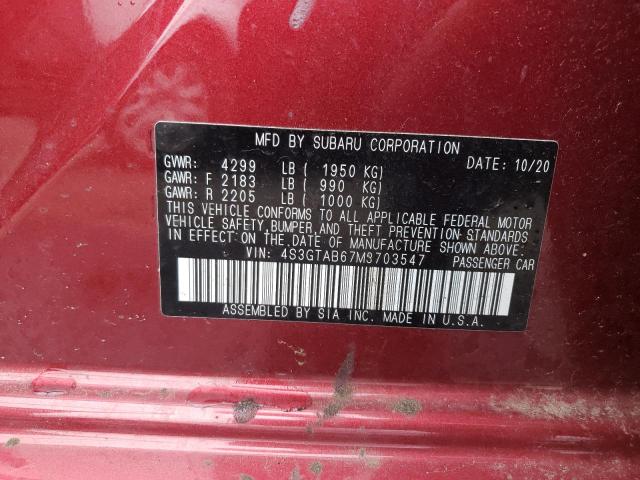 MFD BY SUBARU CORPORATION
GVWR: 4299 LB ( 1950 KG) DATE: 10/20
GAWR: F 2183 LB ( 990 KG)
GAWR: R 2205 LB ( 1000 KG)
THIS VEHICLE CONFORMS TO ALL APPLICABLE FEDERAL MOTOR
VEHICLE SAFETY, BUMPER, AND THEFT PREVENTION STANDARDS
IN EFFECT ON THE DATE OF MANUFACTURE SHOWN ABOVE:
VIN: 4S3GTAB67M3703547 PASSENGER CAR
ASSEMBLED BY SIA INC. MADE IN U.S.A.